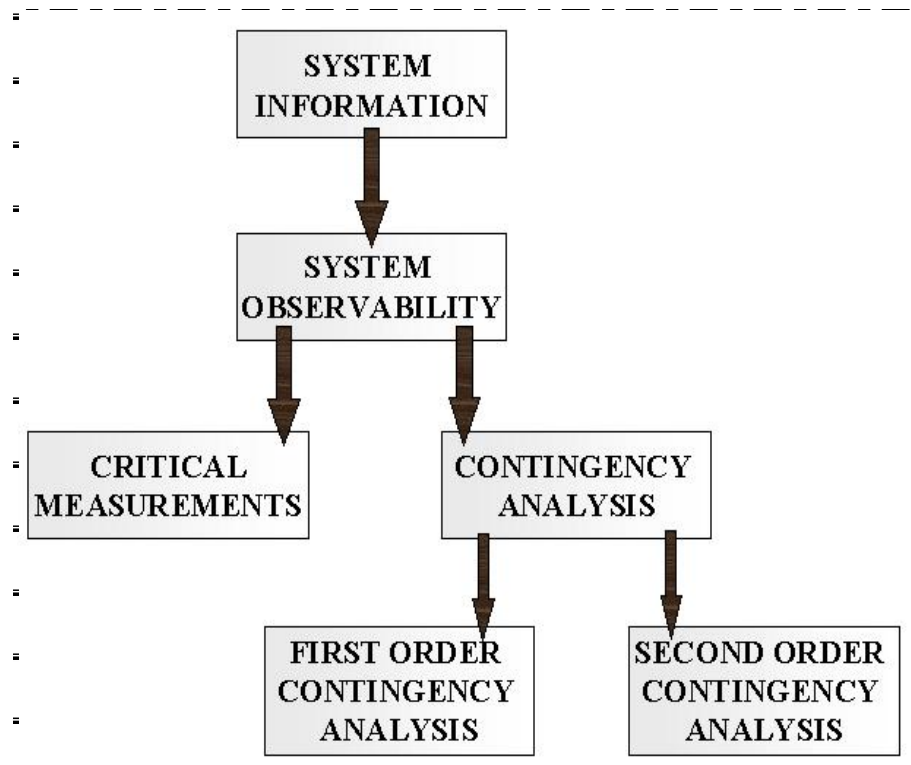 SYSTEM
INFORMATION
SYSTEM
OBSERVABILITY
CRITICAL
MEASUREMENTS
CONTINGENCY
ANALYSIS
FIRST ORDER
CONTINGENCY
ANALYSIS
SECOND ORDER
CONTINGENCY
ANALYSIS